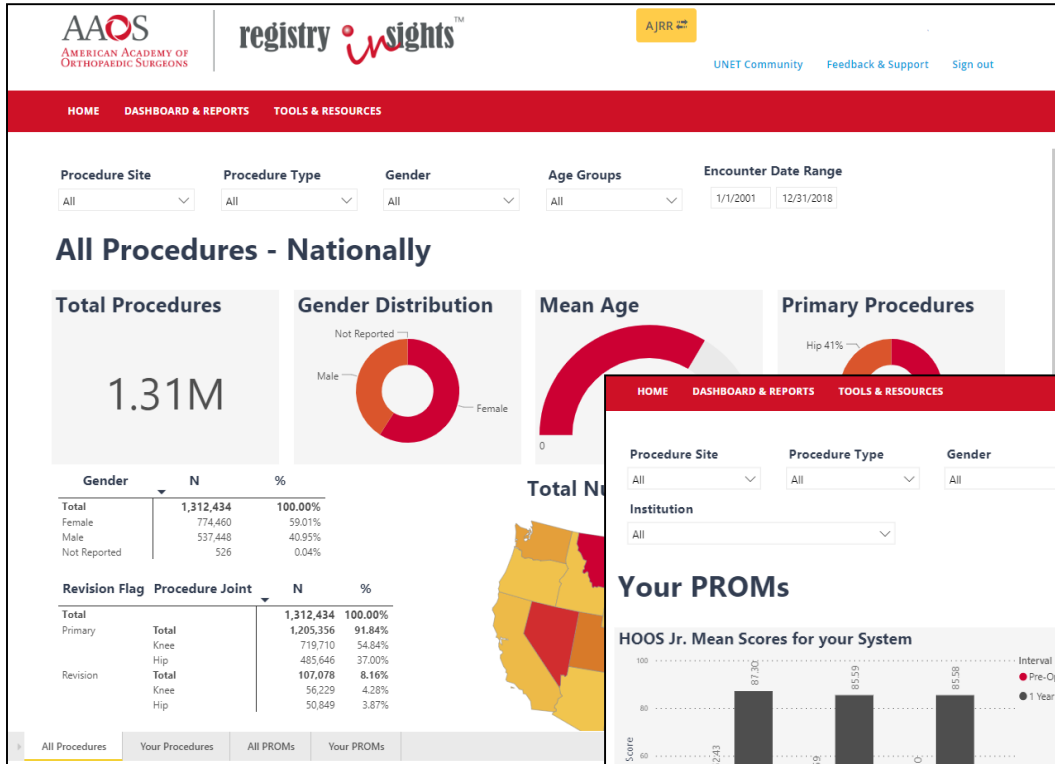 AAOS
AMERICAN ACADEMY OF
ORTHOPAEDIC SURGEONS
registry insights™
AJRR
UNET Community Feedback & Support Sign out
HOME DASHBOARD & REPORTS TOOLS & RESOURCES
Procedure Site Procedure Type Gender Age Groups Encounter Date Range
All All All All 1/1/2001 12/31/2018
All Procedures - Nationally
Total Procedures Gender Distribution Mean Age Primary Procedures
Not Reported
Male
Female
Hip 41%
1.31M
0
Gender N %
Total 1,312,434 100.00%
Female 774,460 59.01%
Male 537,448 40.95%
Not Reported 526 0.04%
Total Nu
Revision Flag Procedure Joint N %
Total 1,312,434 100.00%
Primary Total 1,205,356 91.84%
Knee 719,710 54.84%
Hip 485,646 37.00%
Revision Total 107,078 8.16%
Knee 56,229 4.28%
Hip 50,849 3.87%
All Procedures Your Procedures All PROMs Your PROMs
HOME DASHBOARD & REPORTS TOOLS & RESOURCES
Procedure Site Procedure Type Gender
All All All
Institution
All
Your PROMs
HOOS Jr. Mean Scores for your System
100
80
60
Score
87.30
85.59
85.58
Interval
Pre-Op
1 Year